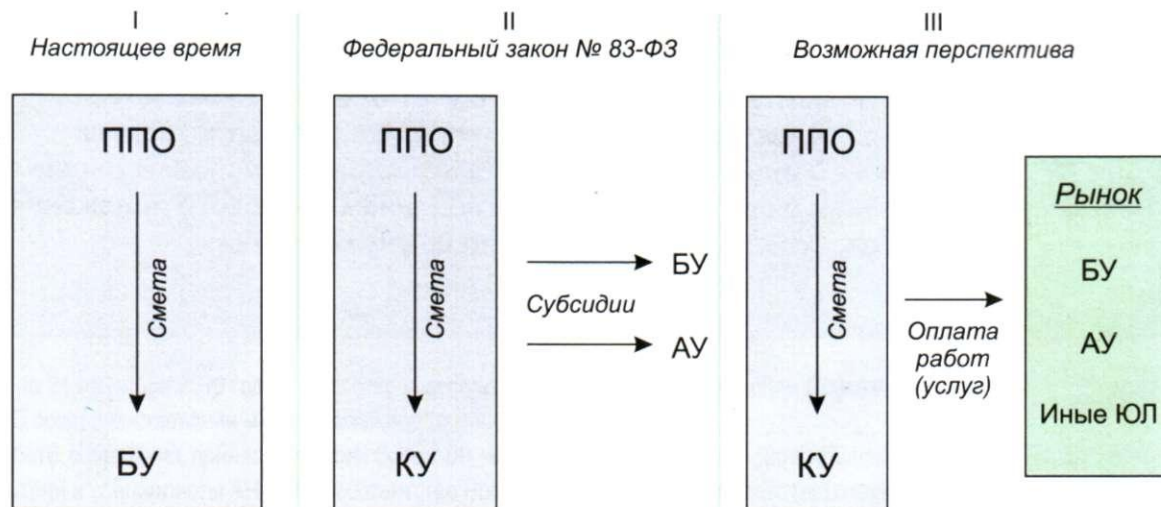 I
Настоящее время
ППО
Смета
БУ
II
Федеральный закон № 83-ФЗ
ППО
Смета
КУ
Субсидии
БУ
АУ
III
Возможная перспектива
ППО
Смета
КУ
Оплата
работ
(услуг)
Рынок
БУ
АУ
Иные ЮЛ